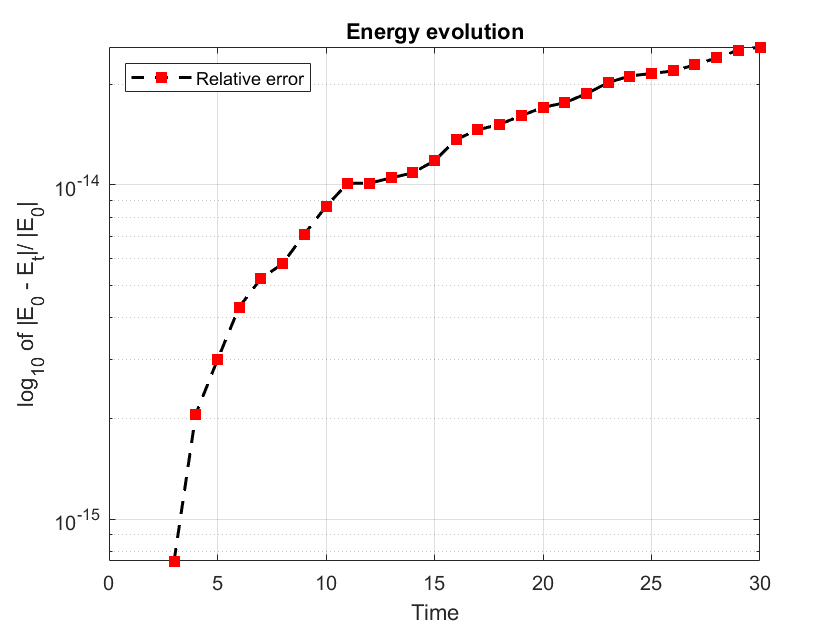 Energy evolution
Relative error
log10 of |E0 - Et|/ |E0|
10-14
10-15
0 5 10 15 20 25 30
Time